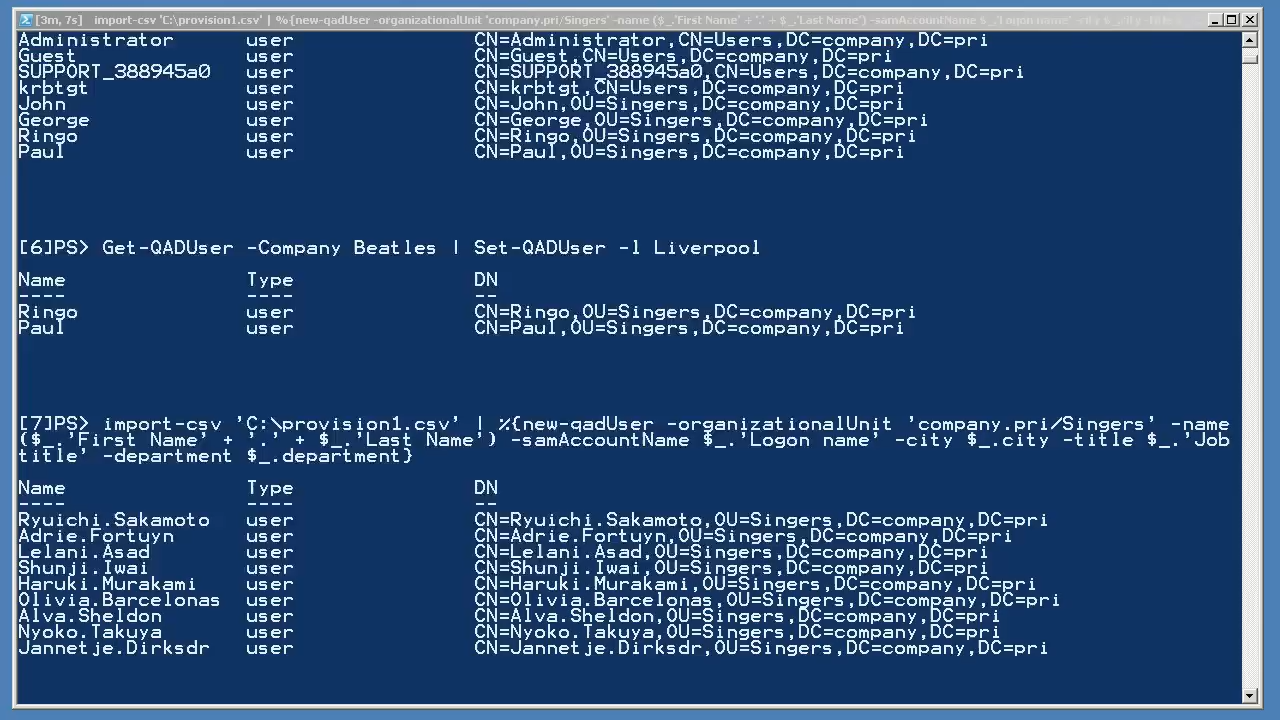 [3m, 7s] import-csv 'C:\provision1.csv' | %{new-qadUser -organizationalUnit 'company.pri/Singers' -name ($_.'First Name' + '.' + $_.'Last Name') -samAccountName $_.'Logon name' -city $_.city -title
Administrator user CN=Administrator,CN=Users,DC=company,DC=pri
Guest user CN=Guest,CN=Users,DC=company,DC=pri
SUPPORT_388945a0 user CN=SUPPORT_388945a0,CN=Users,DC=company,DC=pri
krbtgt user CN=krbtgt,CN=Users,DC=company,DC=pri
John user CN=John,OU=Singers,DC=company,DC=pri
George user CN=George,OU=Singers,DC=company,DC=pri
Ringo user CN=Ringo,OU=Singers,DC=company,DC=pri
Paul user CN=Paul,OU=Singers,DC=company,DC=pri
[6]PS> Get-QADUser -Company Beatles | Set-QADUser -l Liverpool
Name Type DN
---- ---- --
Ringo user CN=Ringo,OU=Singers,DC=company,DC=pri
Paul user CN=Paul,OU=Singers,DC=company,DC=pri
[7]PS> import-csv 'C:\provision1.csv' | %{new-qadUser -organizationalUnit 'company.pri/Singers' -name
($_.'First Name' + '.' + $_.'Last Name') -samAccountName $_.'Logon name' -city $_.city -title $_.'Job
title' -department $_.department}
Name Type DN
---- ---- --
Ryuichi.Sakamoto user CN=Ryuichi.Sakamoto,OU=Singers,DC=company,DC=pri
Adrie.Fortuyn user CN=Adrie.Fortuyn,OU=Singers,DC=company,DC=pri
Lelani.Asad user CN=Lelani.Asad,OU=Singers,DC=company,DC=pri
Shunji.Iwai user CN=Shunji.Iwai,OU=Singers,DC=company,DC=pri
Haruki.Murakami user CN=Haruki.Murakami,OU=Singers,DC=company,DC=pri
Olivia.Barcelonas user CN=Olivia.Barcelonas,OU=Singers,DC=company,DC=pri
Alva.Sheldon user CN=Alva.Sheldon,OU=Singers,DC=company,DC=pri
Nyoko.Takuya user CN=Nyoko.Takuya,OU=Singers,DC=company,DC=pri
Jannetje.Dirksdr user CN=Jannetje.Dirksdr,OU=Singers,DC=company,DC=pri